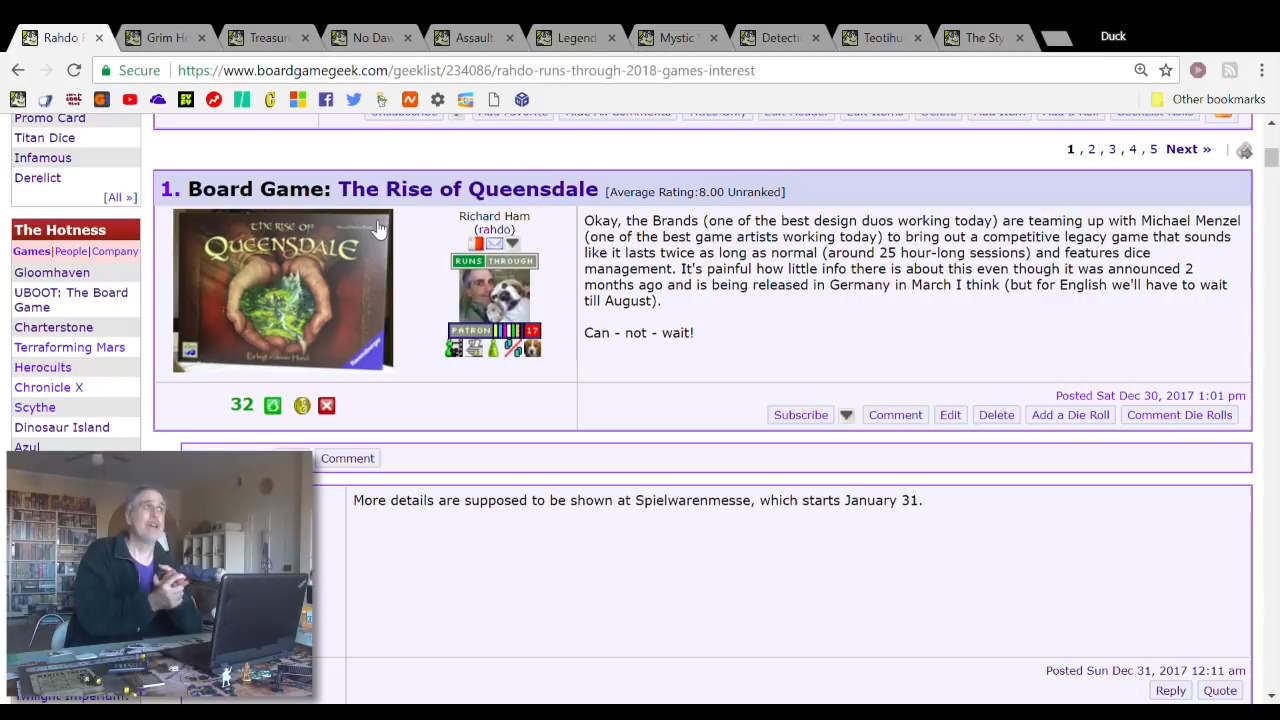 Rahdo
Grim He
Treasure
No Daw
Assault
Legend
Mystic
Detecti
Teotihu
The Sty
Duck
Secure
https://www.boardgamegeek.com/geeklist/234086/rahdo-runs-through-2018-games-interest
Other bookmarks
Promo Card
Titan Dice
Infamous
Derelict
[All »]
The Hotness
Games|People|Company
Gloomhaven
UBOOT: The Board
Game
Charterstone
Terraforming Mars
Herocults
Chronicle X
Scythe
Dinosaur Island
Azul
Twilight Imperium:
1 , 2 , 3 , 4 , 5 Next »
1. Board Game: The Rise of Queensdale [Average Rating:8.00 Unranked]
THE RISE OF
QUEENSDALE
Ravensburger
Richard Ham
(rahdo)
RUNS THROUGH
PATRON 17
Okay, the Brands (one of the best design duos working today) are teaming up with Michael Menzel
(one of the best game artists working today) to bring out a competitive legacy game that sounds
like it lasts twice as long as normal (around 25 hour-long sessions) and features dice
management. It's painful how little info there is about this even though it was announced 2
months ago and is being released in Germany in March I think (but for English we'll have to wait
till August).
Can - not - wait!
32
Posted Sat Dec 30, 2017 1:01 pm
Subscribe Comment Edit Delete Add a Die Roll Comment Die Rolls
Comment
More details are supposed to be shown at Spielwarenmesse, which starts January 31.
Posted Sun Dec 31, 2017 12:11 am
Reply Quote